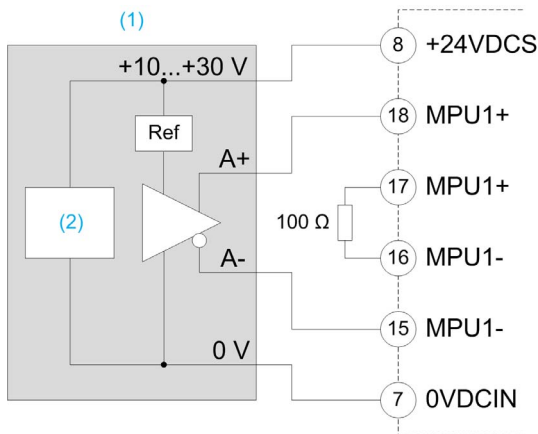 (1)
+10...+30 V
8 +24VDCS
Ref
18 MPU1+
A+
17 MPU1+
(2)
100 Ω
16 MPU1-
A-
15 MPU1-
0 V
7 0VDCIN